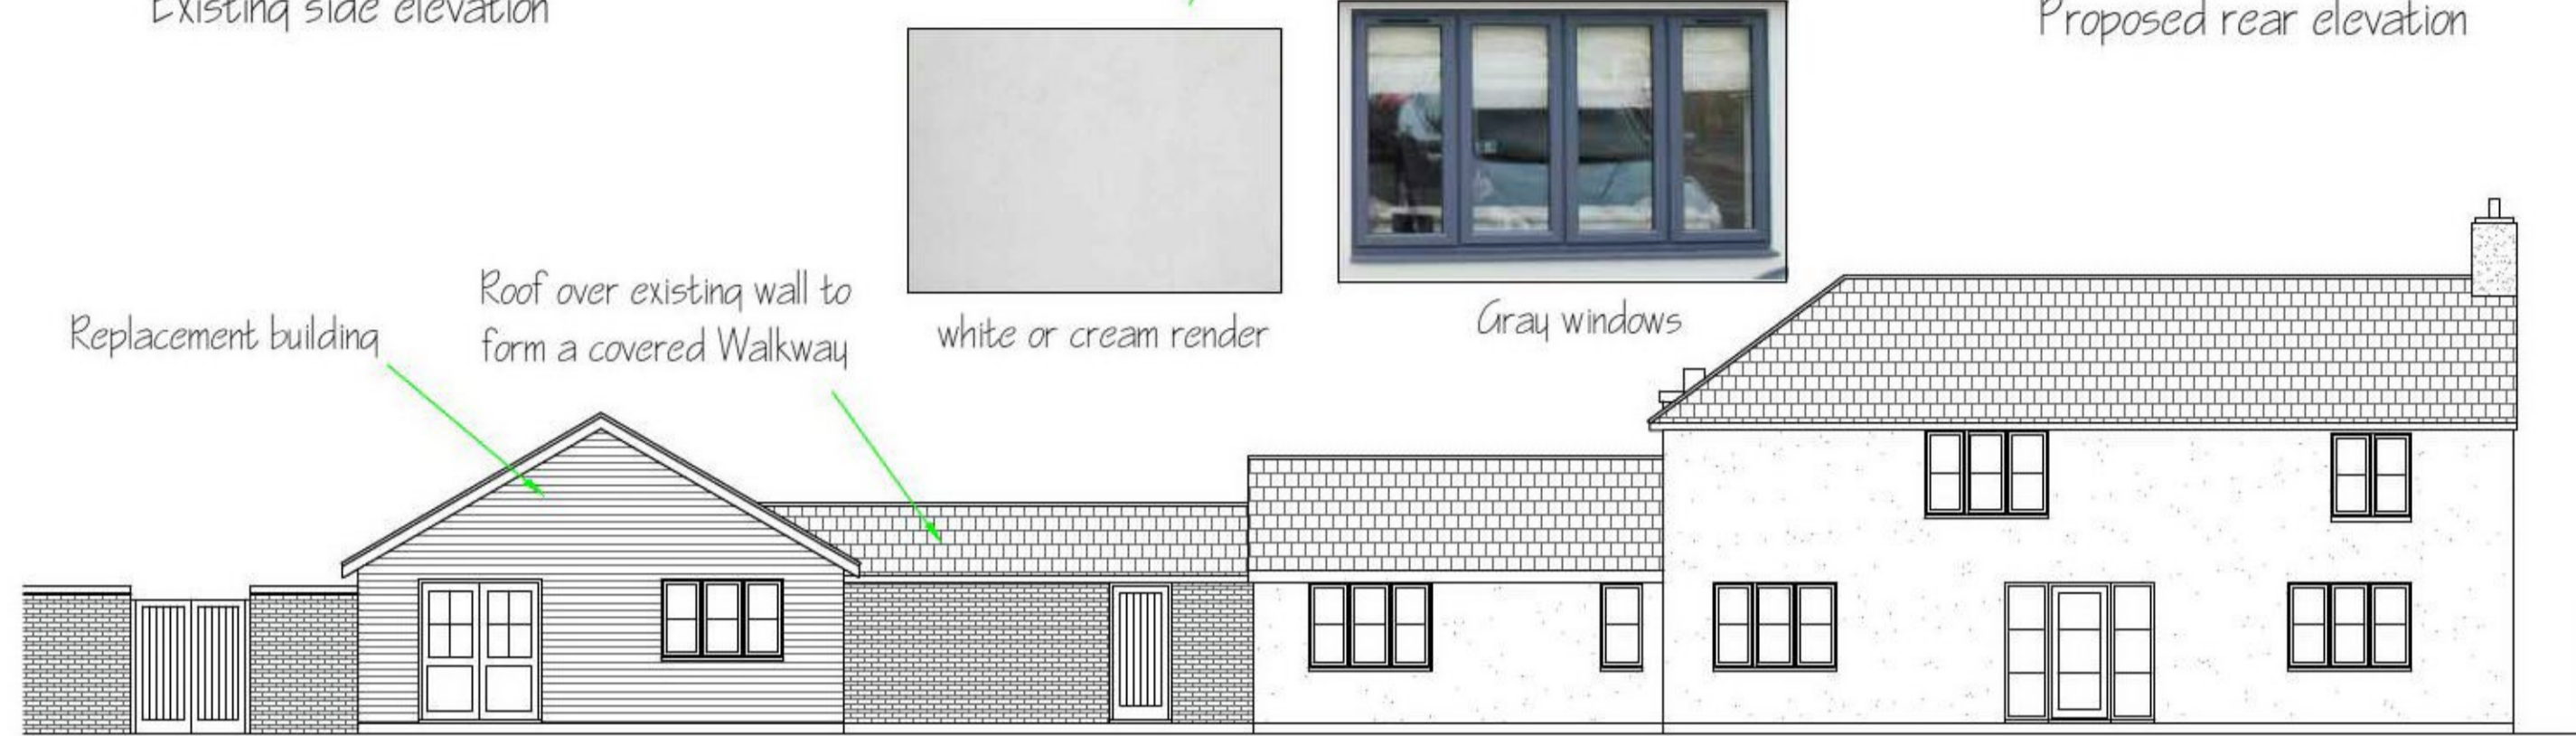 Existing side elevation
Proposed rear elevation
Replacement building
Roof over existing wall to
form a covered Walkway
white or cream render
Gray windows